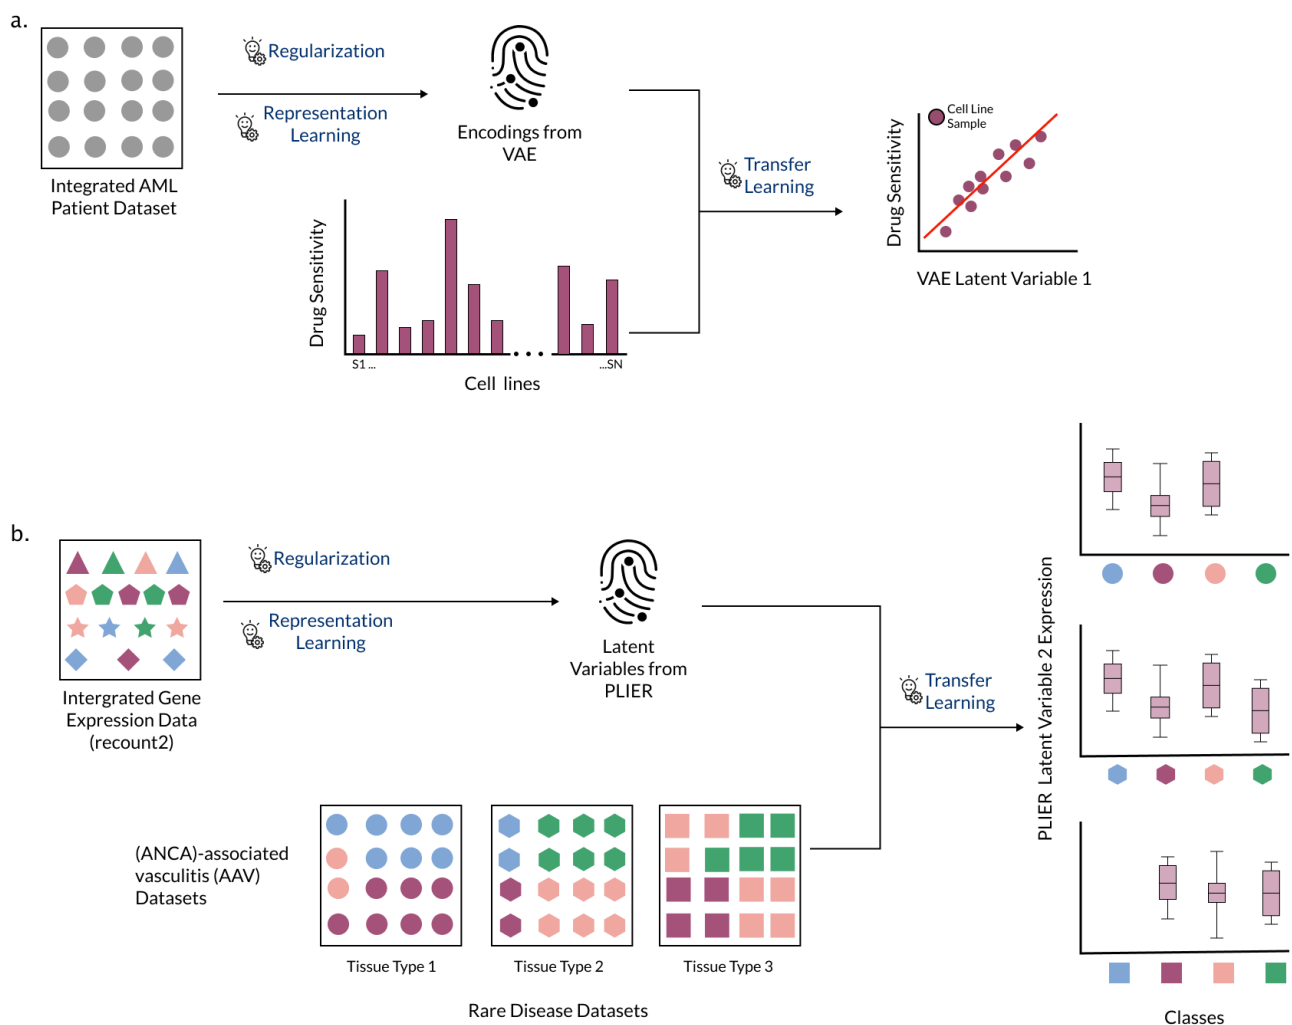 a.
Regularization
Representation
Learning
Integrated AML
Patient Dataset
Encodings from
VAE
Drug Sensitivity
S1 ...
...SN
Cell lines
Transfer
Learning
Cell Line
Sample
Drug Sensitivity
VAE Latent Variable 1
b.
Regularization
Representation
Learning
Intergrated Gene
Expression Data
(recount2)
Latent
Variables from
PLIER
Transfer
Learning
(ANCA)-associated
vasculitis (AAV)
Datasets
Tissue Type 1
Tissue Type 2
Tissue Type 3
Rare Disease Datasets
PLIER Latent Variable 2 Expression
Classes